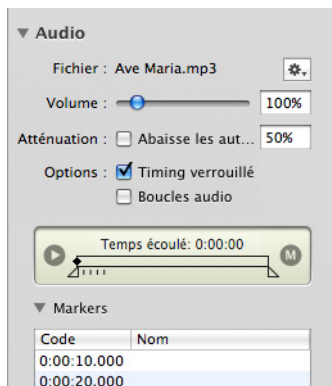 Audio
Fichier : Ave Maria.mp3
Volume : 100%
Atténuation : Abaisse les aut... 50%
Options : Timing verrouillé
Boucles audio
Temps écoulé: 0:00:00
M
Markers
Code Nom
0:00:10.000
0:00:20.000